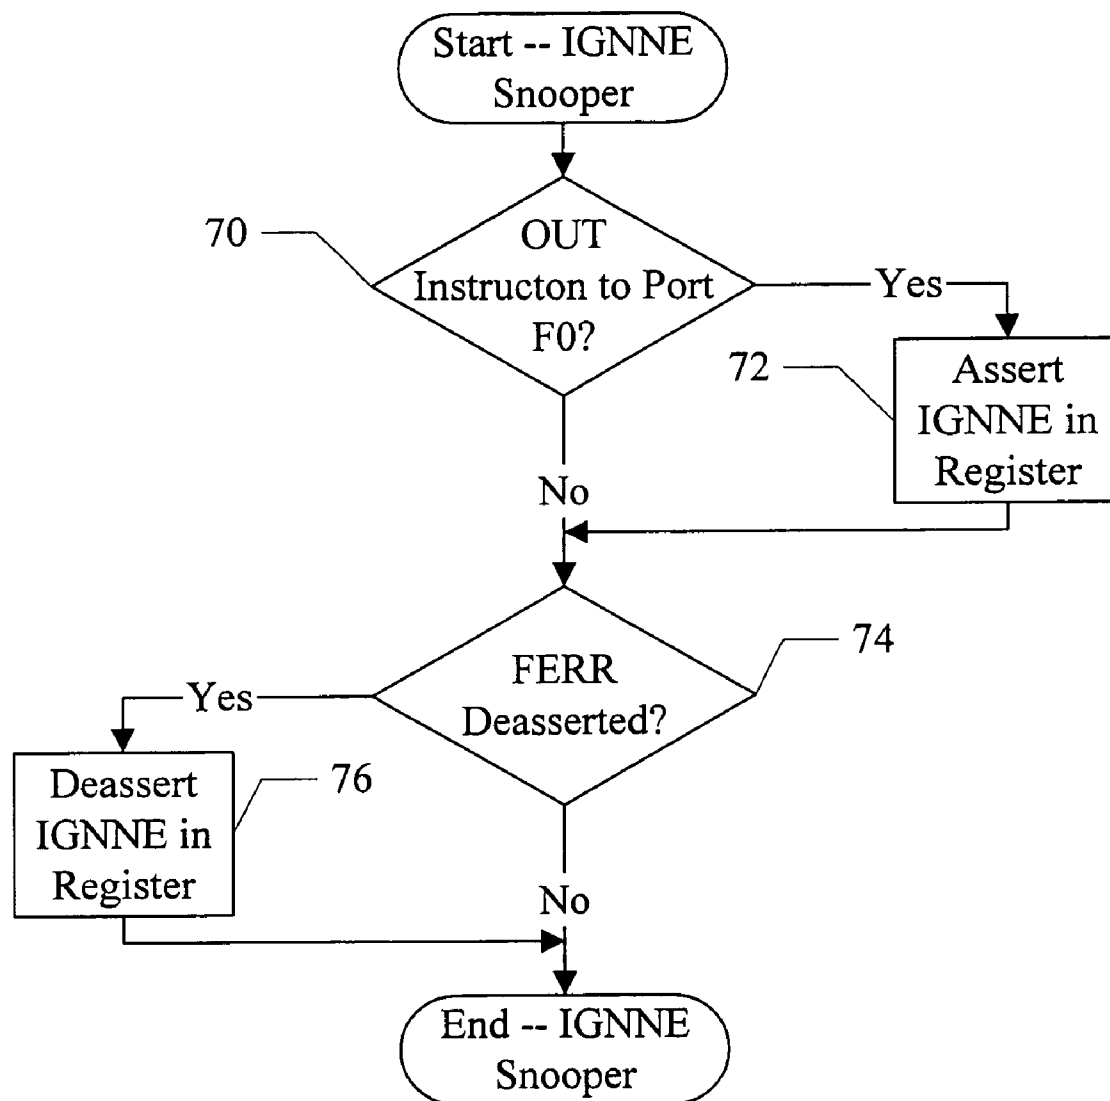 Start -- IGNNE
Snooper
70
OUT
Instructon to Port
F0?
Yes
72
Assert
IGNNE in
Register
No
74
FERR
Deasserted?
Yes
76
Deassert
IGNNE in
Register
No
End -- IGNNE
Snooper